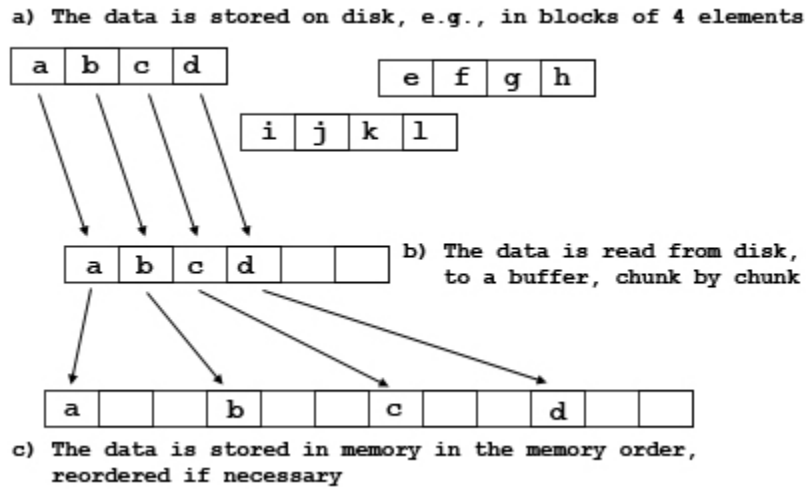 a) The data is stored on disk, e.g., in blocks of 4 elements
a b c d
e f g h
i j k l
a b c d
b) The data is read from disk,
to a buffer, chunk by chunk
a b c d
c) The data is stored in memory in the memory order,
reordered if necessary